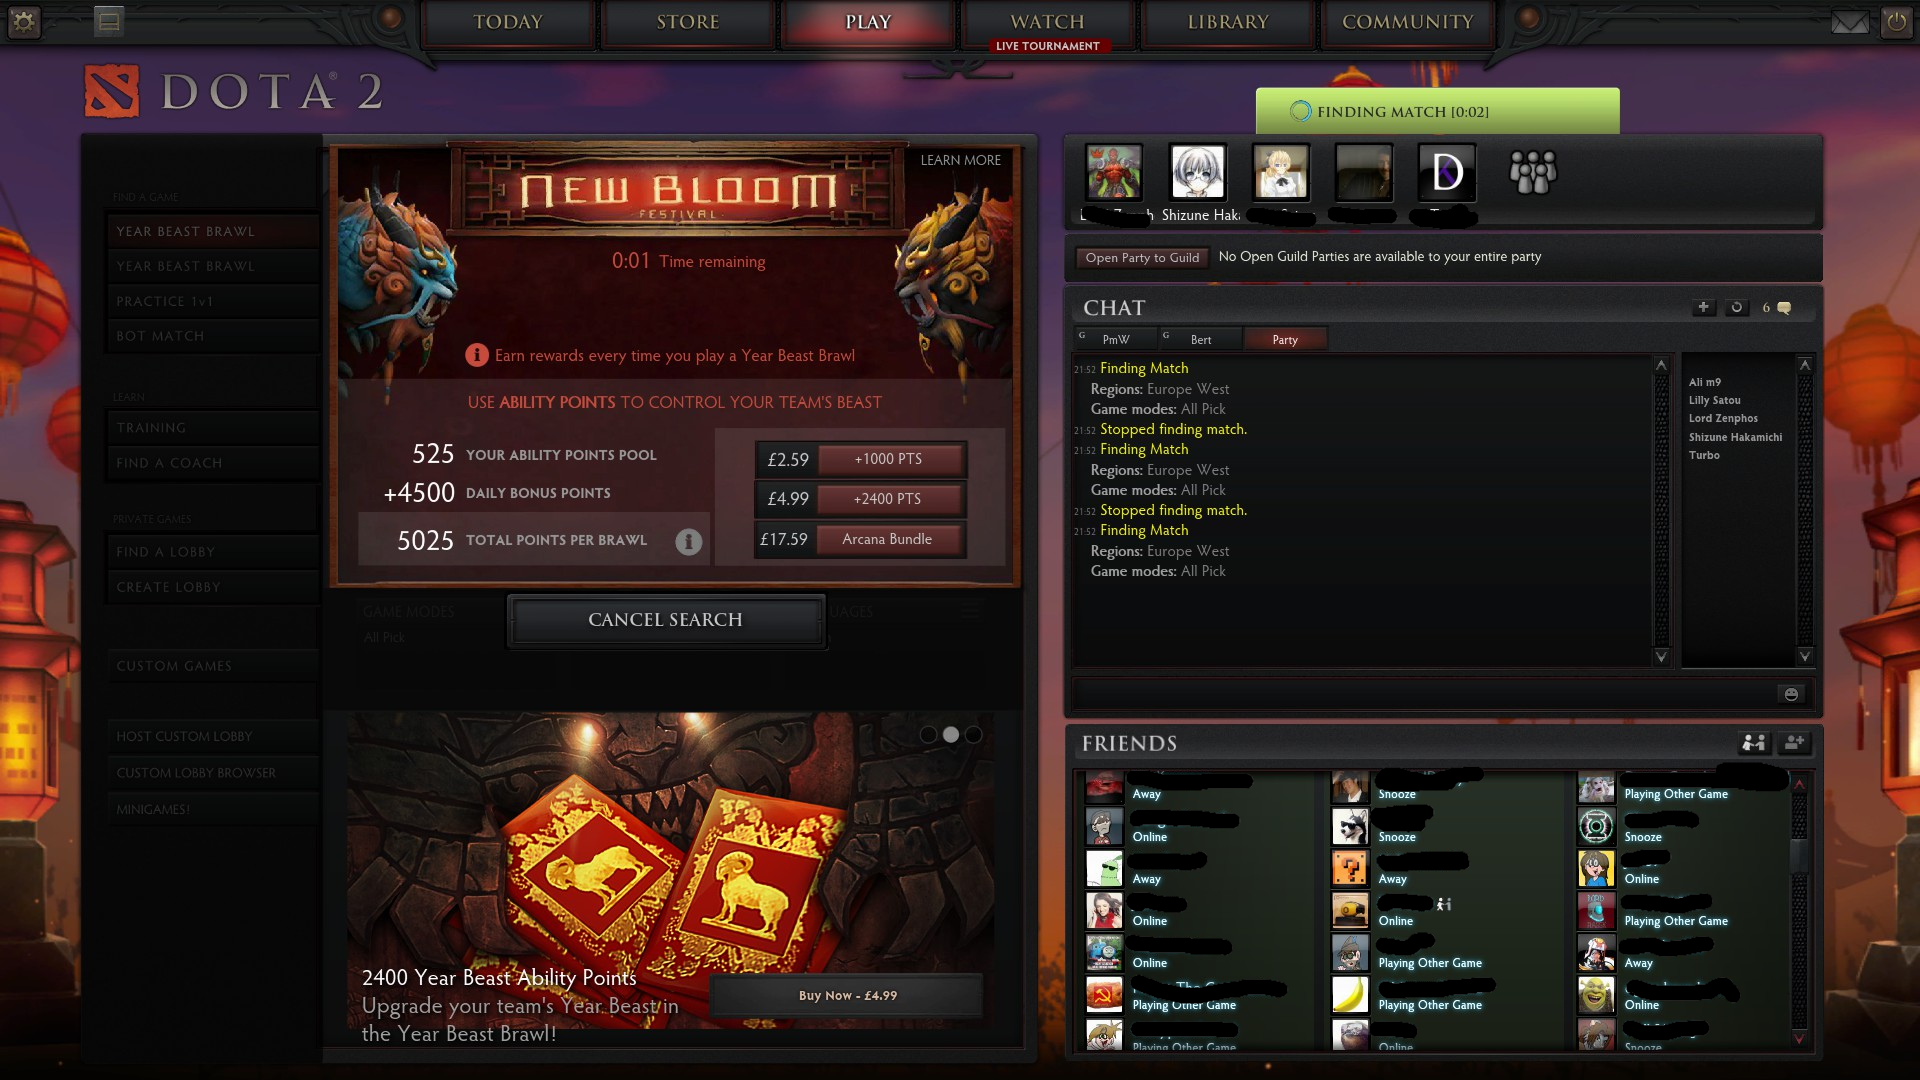 TODAY
STORE
PLAY
WATCH
LIVE TOURNAMENT
LIBRARY
COMMUNITY
DOTA® 2
FINDING MATCH [0:02]
FIND A GAME
YEAR BEAST BRAWL
YEAR BEAST BRAWL
PRACTICE 1v1
BOT MATCH
LEARN
TRAINING
FIND A COACH
PRIVATE GAMES
FIND A LOBBY
CREATE LOBBY
CUSTOM GAMES
HOST CUSTOM LOBBY
CUSTOM LOBBY BROWSER
MINIGAMES!
LEARN MORE
NEW BLOOM
FESTIVAL
0:01 Time remaining
Earn rewards every time you play a Year Beast Brawl
USE ABILITY POINTS TO CONTROL YOUR TEAM'S BEAST
525 YOUR ABILITY POINTS POOL
+4500 DAILY BONUS POINTS
5025 TOTAL POINTS PER BRAWL
£2.59 +1000 PTS
£4.99 +2400 PTS
£17.59 Arcana Bundle
GAME MODES
All Pick
CANCEL SEARCH
2400 Year Beast Ability Points
Upgrade your team's Year Beast in
the Year Beast Brawl!
Buy Now - £4.99
Shizune Haka
Open Party to Guild
No Open Guild Parties are available to your entire party
CHAT
6
G PmW
G Bert
Party
21:52 Finding Match
Regions: Europe West
Game modes: All Pick
21:52 Stopped finding match.
21:52 Finding Match
Regions: Europe West
Game modes: All Pick
21:52 Stopped finding match.
21:52 Finding Match
Regions: Europe West
Game modes: All Pick
Ali m9
Lilly Satou
Lord Zenphos
Shizune Hakamichi
Turbo
FRIENDS
Away
Snooze
Playing Other Game
Online
Snooze
Snooze
Away
Away
Online
Online
Online
Playing Other Game
Online
Playing Other Game
Away
Playing Other Game
Playing Other Game
Online
Playing Other Game
Online
Snooze